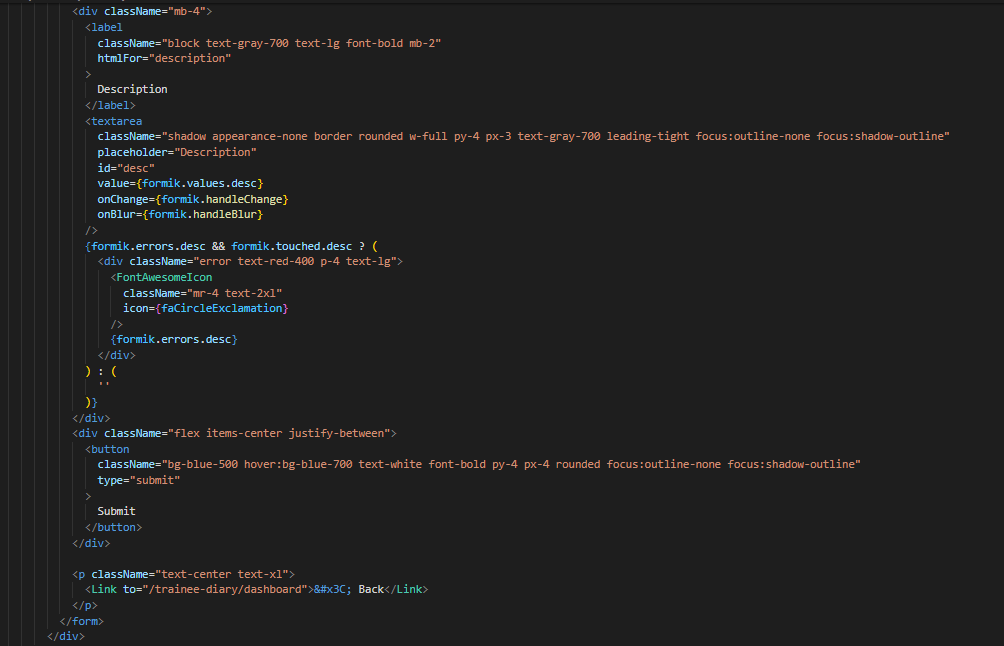 <div className="mb-4">
<label
className="block text-gray-700 text-lg font-bold mb-2"
htmlFor="description"
>
Description
</label>
<textarea
className="shadow appearance-none border rounded w-full py-4 px-3 text-gray-700 leading-tight focus:outline-none focus:shadow-outline"
placeholder="Description"
id="desc"
value={formik.values.desc}
onChange={formik.handleChange}
onBlur={formik.handleBlur}
/>
{formik.errors.desc && formik.touched.desc ? (
<div className="error text-red-400 p-4 text-lg">
<FontAwesomeIcon
className="mr-4 text-2xl"
icon={faCircleExclamation}
/>
{formik.errors.desc}
</div>
) : (
''
)}
</div>
<div className="flex items-center justify-between">
<button
className="bg-blue-500 hover:bg-blue-700 text-white font-bold py-4 px-4 rounded focus:outline-none focus:shadow-outline"
type="submit"
>
Submit
</button>
</div>
<p className="text-center text-xl">
<Link to="/trainee-diary/dashboard">&#x3C; Back</Link>
</p>
</form>
</div>